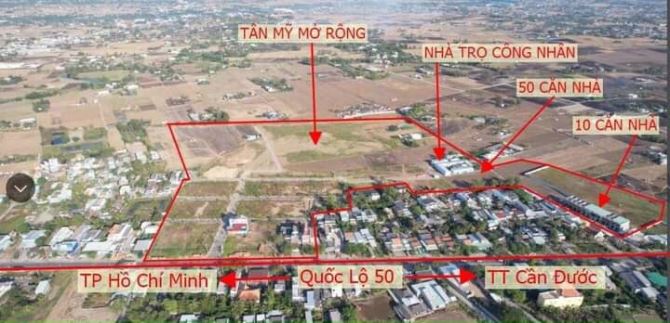 TÂN MỸ MỞ RỘNG
NHÀ TRỌ CÔNG NHÂN
50 CĂN NHÀ
10 CĂN NHÀ
TP Hồ Chí Minh
Quốc Lộ 50
TT Cần Đước